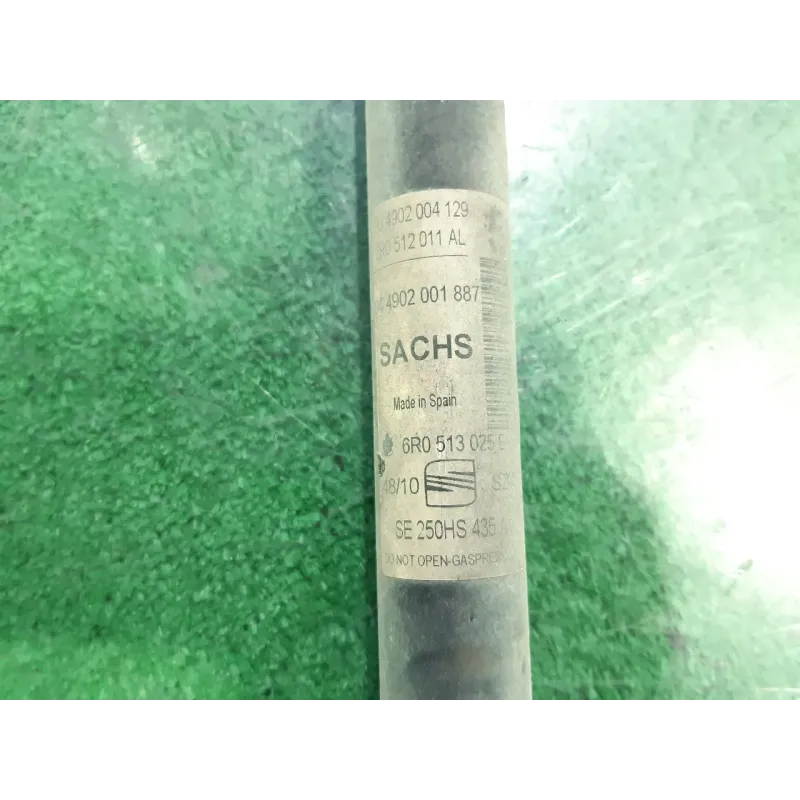 4902 004 129
R0 512 011 AL
4902 001 887
SACHS
Made in Spain
6R0 513 025
48/10
SE 250HS 435
DO NOT OPEN-GASPRES